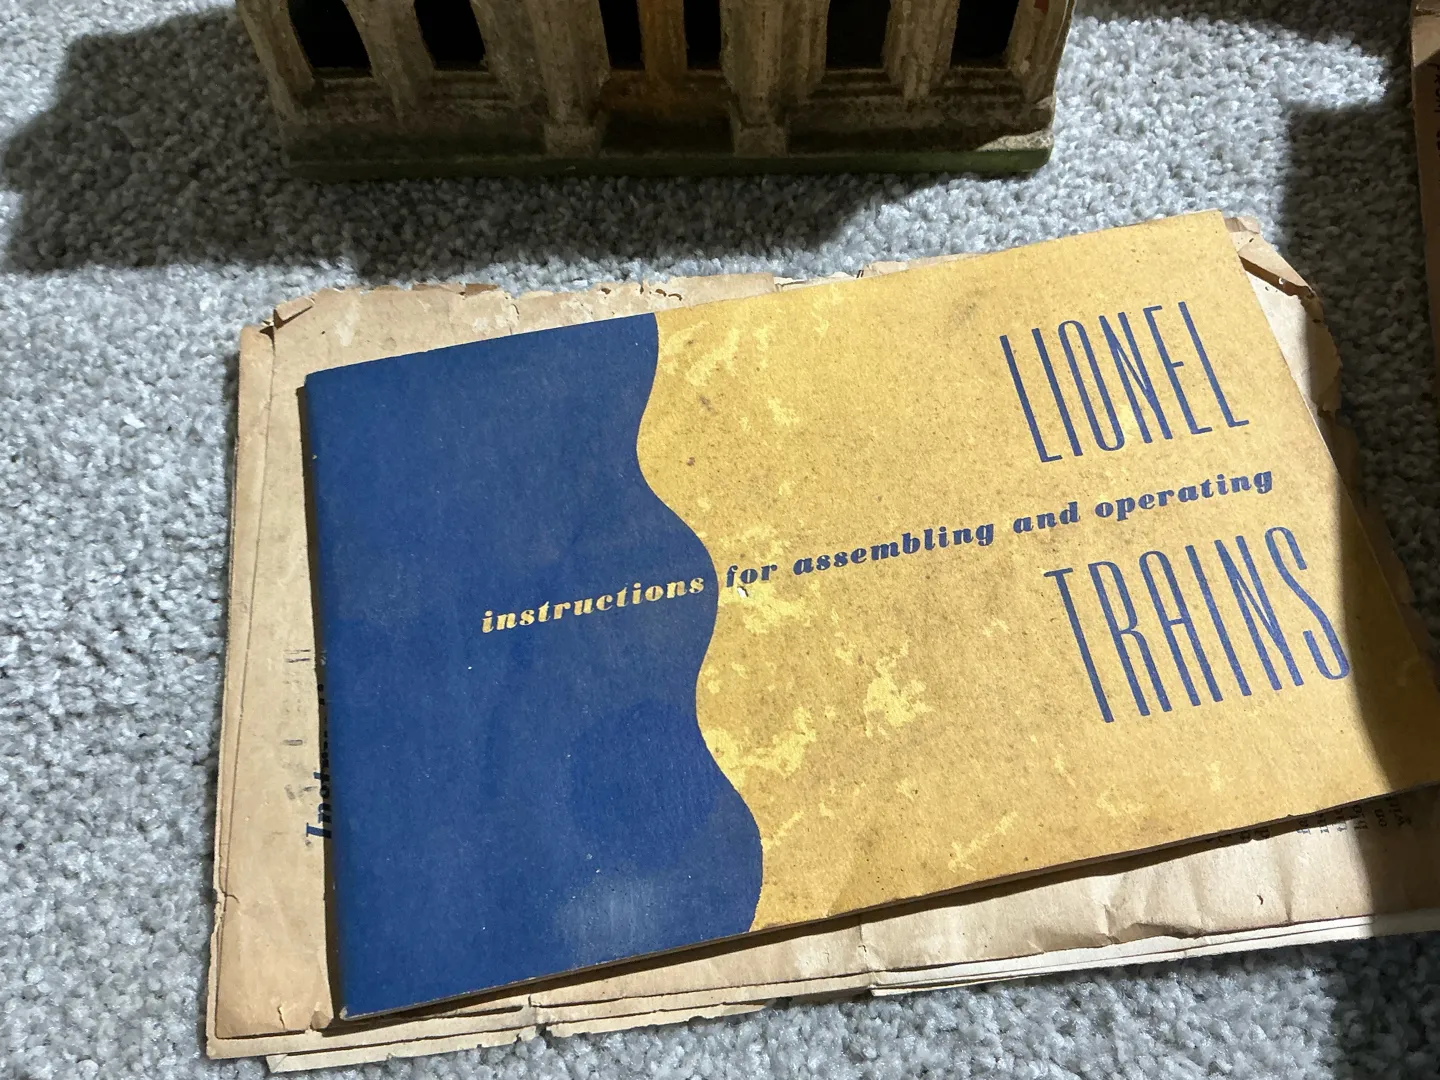 LIONEL
instructions for assembling and operating
TRAINS